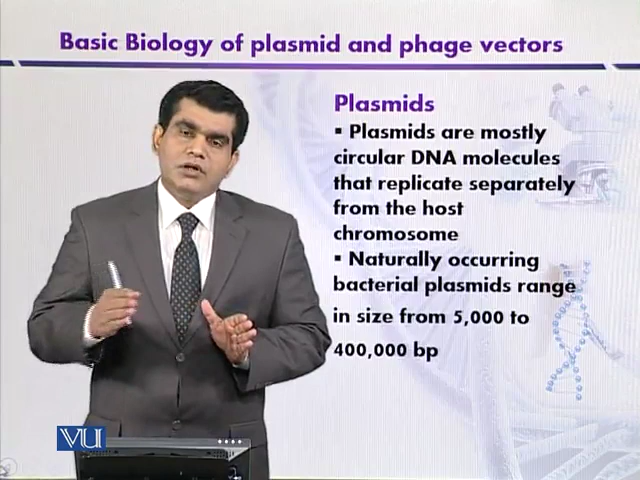 Basic Biology of plasmid and phage vectors
Plasmids
▪ Plasmids are mostly
circular DNA molecules
that replicate separately
from the host
chromosome
▪ Naturally occurring
bacterial plasmids range
in size from 5,000 to
400,000 bp
VU